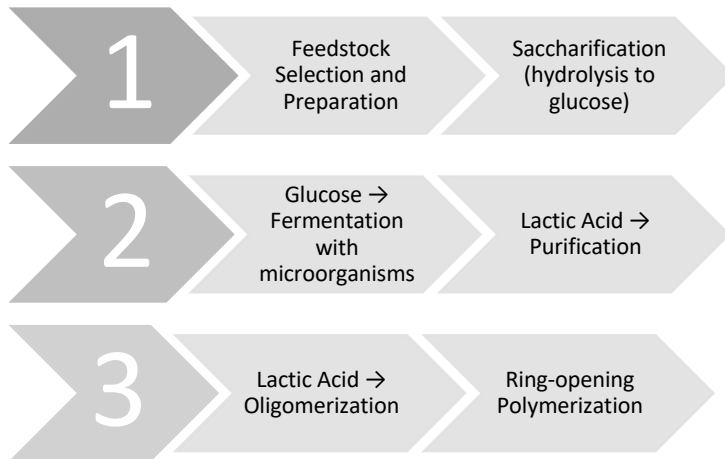 1
Feedstock
Selection and
Preparation
Saccharification
(hydrolysis to
glucose)
2
Glucose →
Fermentation
with
microorganisms
Lactic Acid →
Purification
3
Lactic Acid →
Oligomerization
Ring-opening
Polymerization